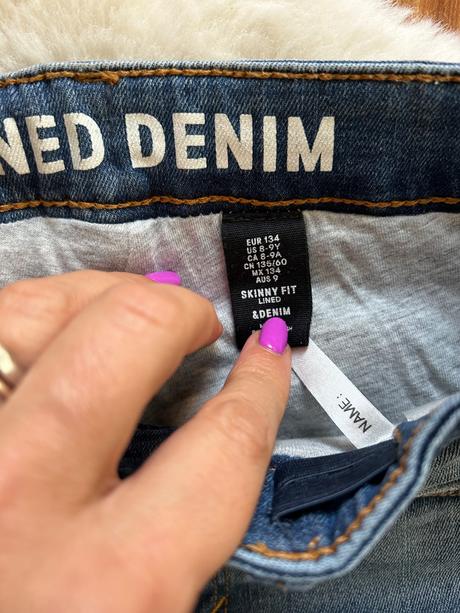 NED DENIM
EUR 134
US 8-9Y
CA 8-9A
CN 135/60
MX 134
AUS 9
SKINNY FIT
LINED
&DENIM
NAME: